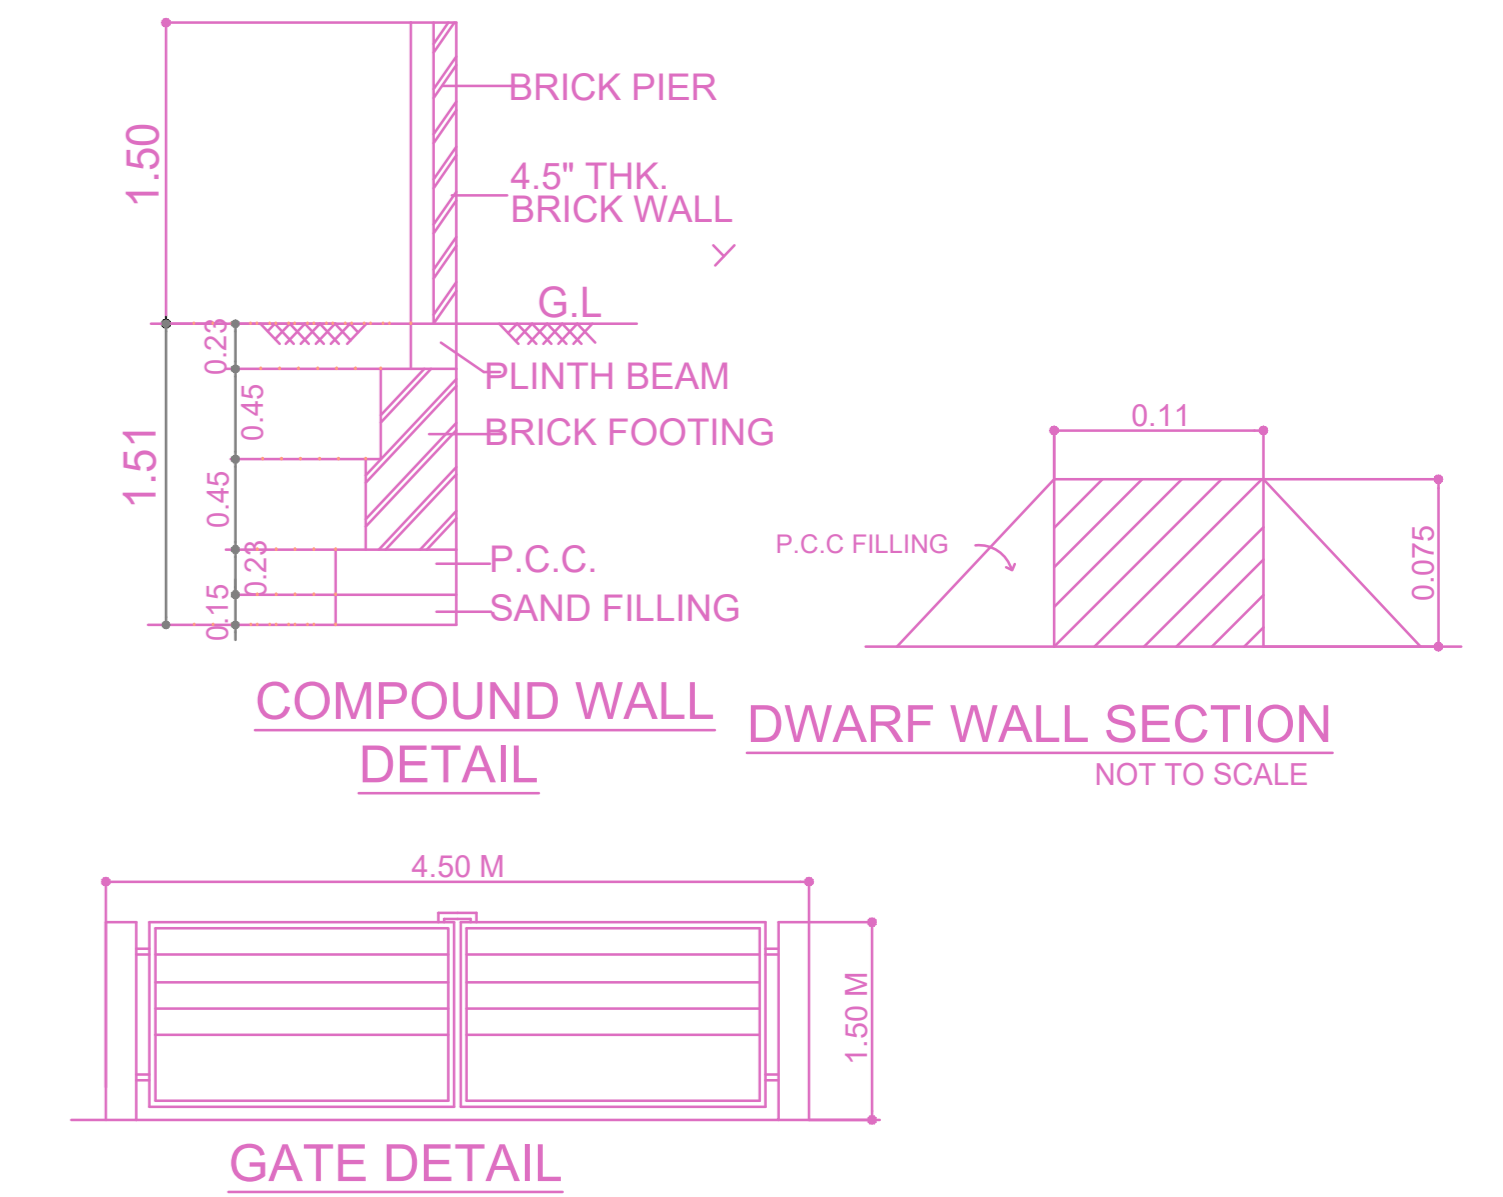 1.50
BRICK PIER
4.5" THK.
BRICK WALL
G.L
0.23
PLINTH BEAM
0.45
BRICK FOOTING
1.51
0.45
P.C.C.
0.23
SAND FILLING
0.15
COMPOUND WALL
DETAIL
0.11
P.C.C FILLING
0.075
DWARF WALL SECTION
NOT TO SCALE
4.50 M
1.50 M
GATE DETAIL